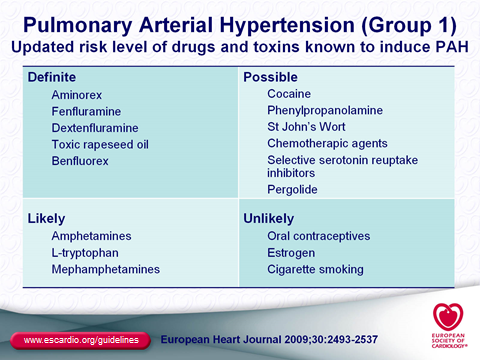 Pulmonary Arterial Hypertension (Group 1)
Updated risk level of drugs and toxins known to induce PAH
Definite
Aminorex
Fenfluramine
Dextenfluramine
Toxic rapeseed oil
Benfluorex
Possible
Cocaine
Phenylpropanolamine
St John's Wort
Chemotherapic agents
Selective serotonin reuptake
inhibitors
Pergolide
Likely
Amphetamines
L-tryptophan
Mephamphetamines
Unlikely
Oral contraceptives
Estrogen
Cigarette smoking
www.escardio.org/guidelines
European Heart Journal 2009;30:2493-2537
EUROPEAN
SOCIETY OF
CARDIOLOGY®